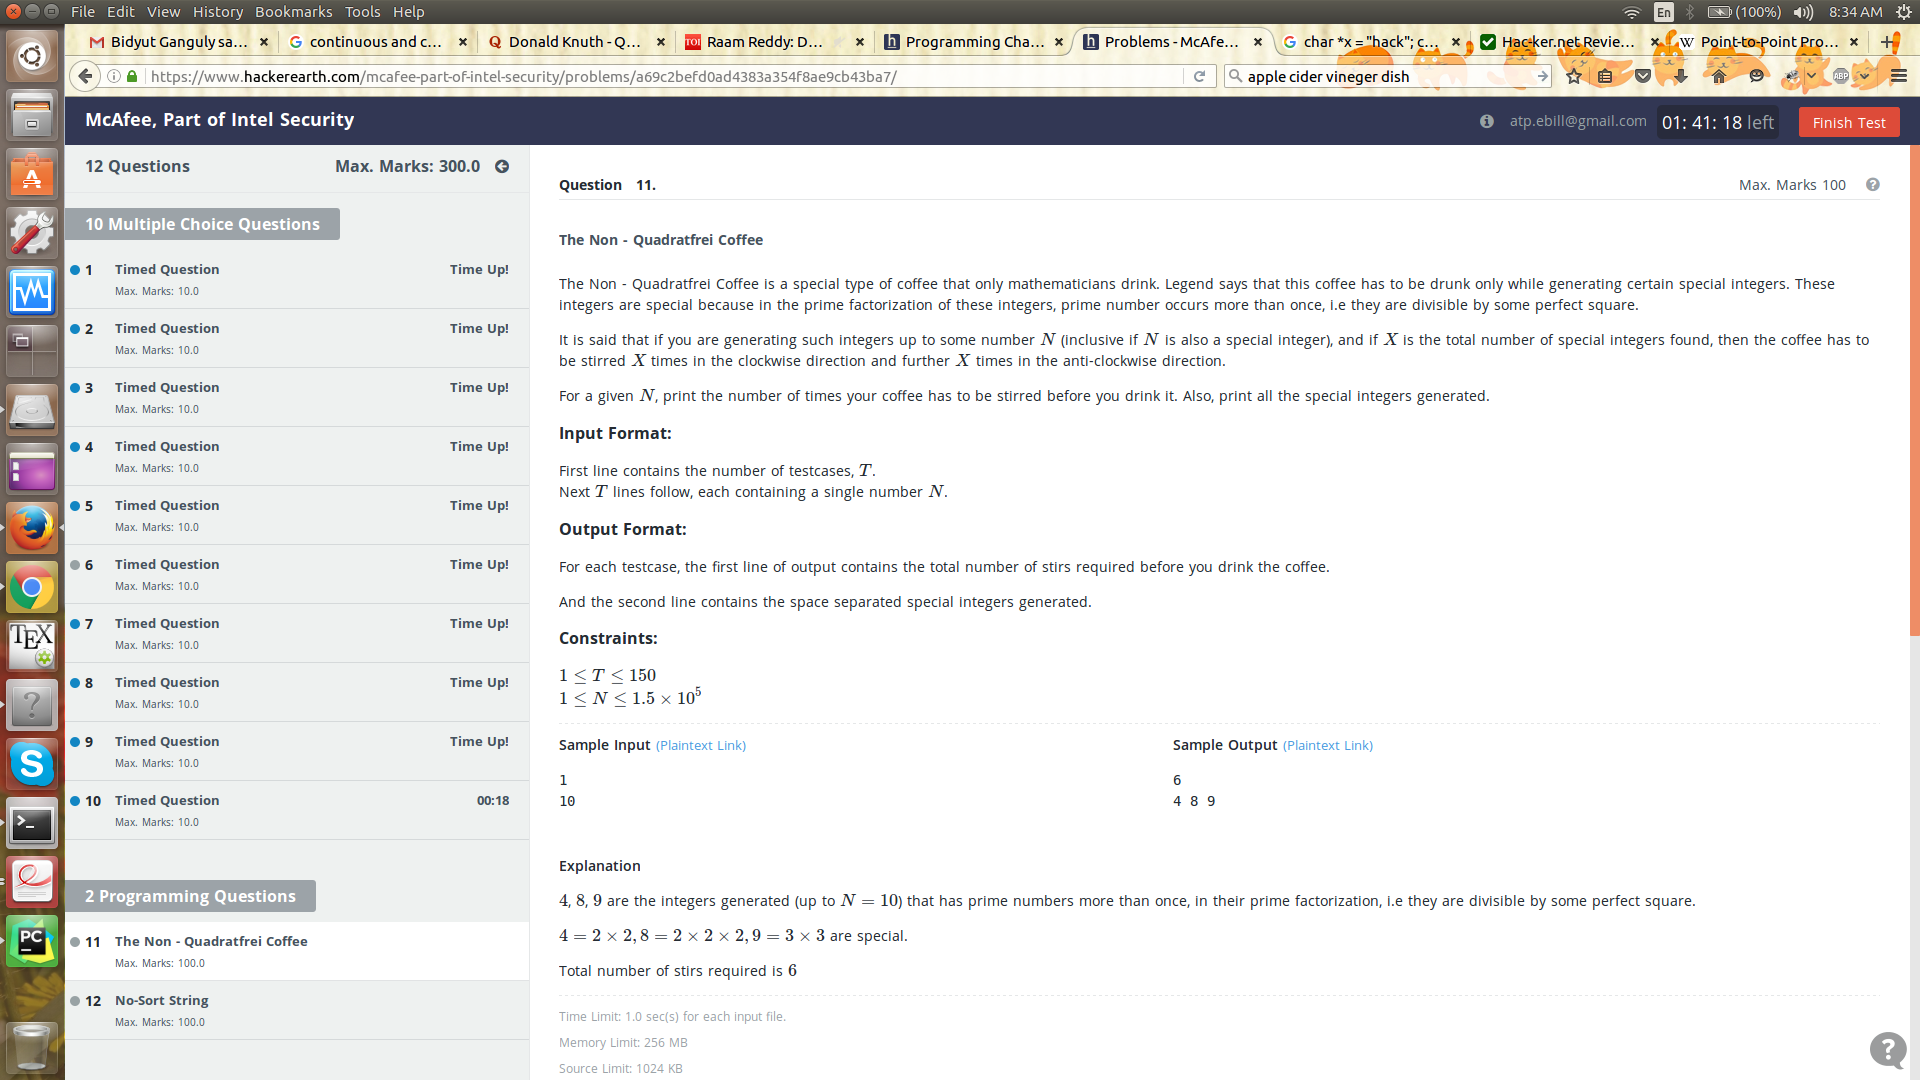 File Edit View History Bookmarks Tools Help
En (100%) 8:34 AM
Bidyut Ganguly sa... × continuous and c... × Donald Knuth - Q... × Raam Reddy: D... × Programming Cha... × Problems - McAfe... × char *x = "hack"; c... × Hacker.net Revie... × Point-to-Point Pro... ×
https://www.hackerearth.com/mcafee-part-of-intel-security/problems/a69c2befd0ad4383a354f8ae9cb43ba7/
apple cider vineger dish
ABP
McAfee, Part of Intel Security
atp.ebill@gmail.com 01: 41: 18 left Finish Test
12 Questions Max. Marks: 300.0
10 Multiple Choice Questions
1 Timed Question Time Up!
Max. Marks: 10.0
2 Timed Question Time Up!
Max. Marks: 10.0
3 Timed Question Time Up!
Max. Marks: 10.0
4 Timed Question Time Up!
Max. Marks: 10.0
5 Timed Question Time Up!
Max. Marks: 10.0
6 Timed Question Time Up!
Max. Marks: 10.0
7 Timed Question Time Up!
Max. Marks: 10.0
8 Timed Question Time Up!
Max. Marks: 10.0
9 Timed Question Time Up!
Max. Marks: 10.0
10 Timed Question 00:18
Max. Marks: 10.0
2 Programming Questions
11 The Non - Quadratfrei Coffee
Max. Marks: 100.0
12 No-Sort String
Max. Marks: 100.0
Question 11. Max. Marks 100
The Non - Quadratfrei Coffee
The Non - Quadratfrei Coffee is a special type of coffee that only mathematicians drink. Legend says that this coffee has to be drunk only while generating certain special integers. These
integers are special because in the prime factorization of these integers, prime number occurs more than once, i.e they are divisible by some perfect square.
It is said that if you are generating such integers up to some number N (inclusive if N is also a special integer), and if X is the total number of special integers found, then the coffee has to
be stirred X times in the clockwise direction and further X times in the anti-clockwise direction.
For a given N, print the number of times your coffee has to be stirred before you drink it. Also, print all the special integers generated.
Input Format:
First line contains the number of testcases, T.
Next T lines follow, each containing a single number N.
Output Format:
For each testcase, the first line of output contains the total number of stirs required before you drink the coffee.
And the second line contains the space separated special integers generated.
Constraints:
1 ≤ T ≤ 150
1 ≤ N ≤ 1.5 × 10⁵
Sample Input (Plaintext Link)
1
10
Sample Output (Plaintext Link)
6
4 8 9
Explanation
4, 8, 9 are the integers generated (up to N = 10) that has prime numbers more than once, in their prime factorization, i.e they are divisible by some perfect square.
4 = 2 × 2, 8 = 2 × 2 × 2, 9 = 3 × 3 are special.
Total number of stirs required is 6
Time Limit: 1.0 sec(s) for each input file.
Memory Limit: 256 MB
Source Limit: 1024 KB
TEX
PC